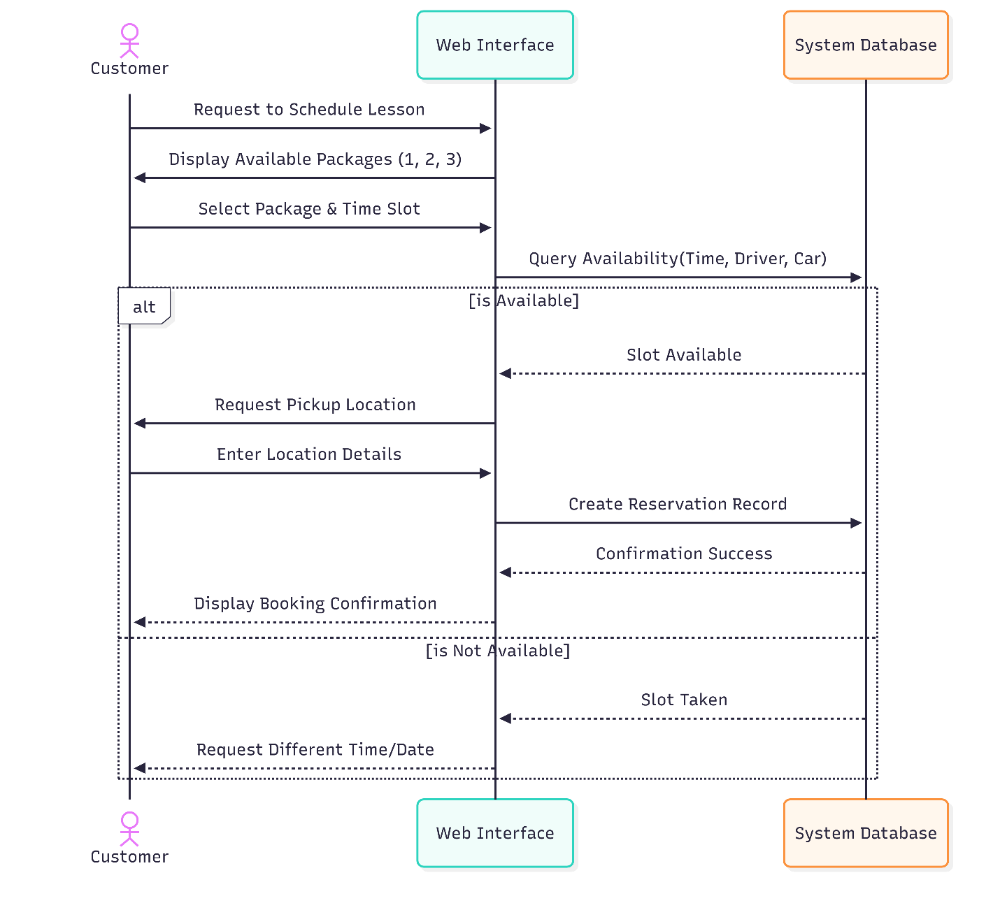 Customer
Web Interface
System Database
Request to Schedule Lesson
Display Available Packages (1, 2, 3)
Select Package & Time Slot
Query Availability(Time, Driver, Car)
alt
[is Available]
Slot Available
Request Pickup Location
Enter Location Details
Create Reservation Record
Confirmation Success
Display Booking Confirmation
[is Not Available]
Slot Taken
Request Different Time/Date
Customer
Web Interface
System Database